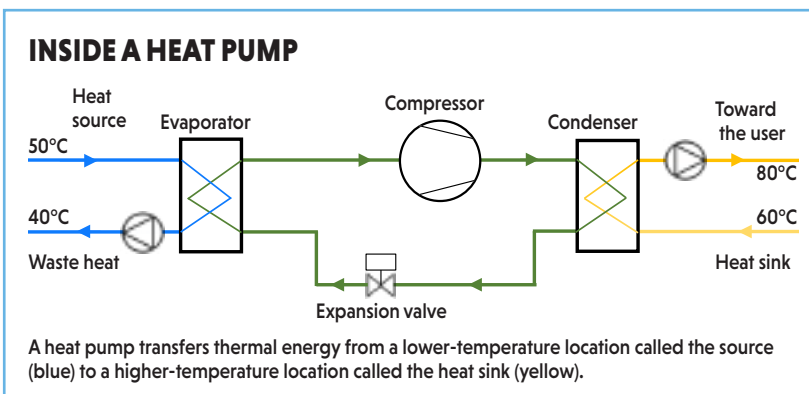 INSIDE A HEAT PUMP
Heat
source
Evaporator
Compressor
Condenser
Toward
the user
50°C
80°C
40°C
60°C
Waste heat
Heat sink
Expansion valve
A heat pump transfers thermal energy from a lower-temperature location called the source
(blue) to a higher-temperature location called the heat sink (yellow).